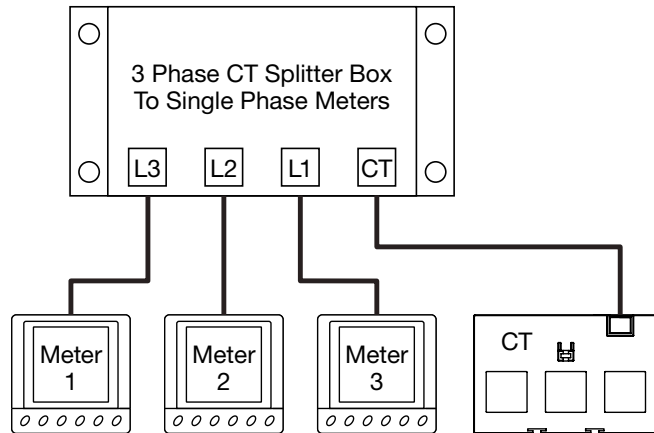 3 Phase CT Splitter Box
To Single Phase Meters
L3 L2 L1 CT
Meter
1
Meter
2
Meter
3
CT